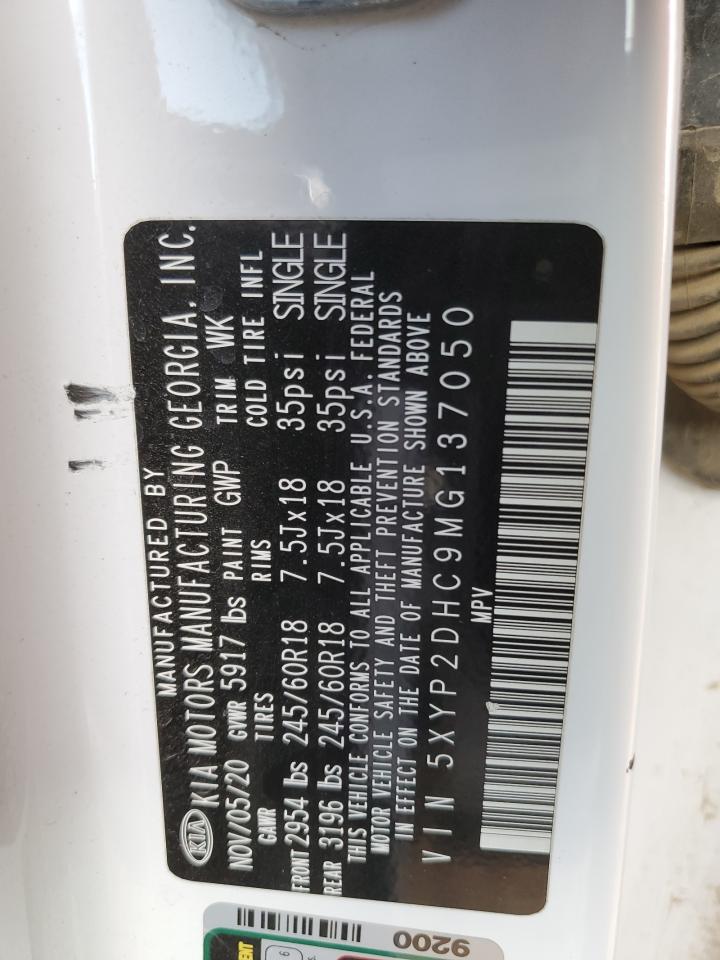 MANUFACTURED BY
KIA KIA MOTORS MANUFACTURING GEORGIA, INC.
NOV/05/20 GVWR 5917 lbs PAINT GWP TRIM WK
GAWR TIRES RIMS COLD TIRE INFL
FRONT 2954 lbs 245/60R18 7.5Jx18 35psi SINGLE
REAR 3196 lbs 245/60R18 7.5Jx18 35psi SINGLE
THIS VEHICLE CONFORMS TO ALL APPLICABLE U.S.A. FEDERAL
MOTOR VEHICLE SAFETY AND THEFT PREVENTION STANDARDS
IN EFFECT ON THE DATE OF MANUFACTURE SHOWN ABOVE
VIN 5XYP2DHC9MG137050
MPV
9200
6